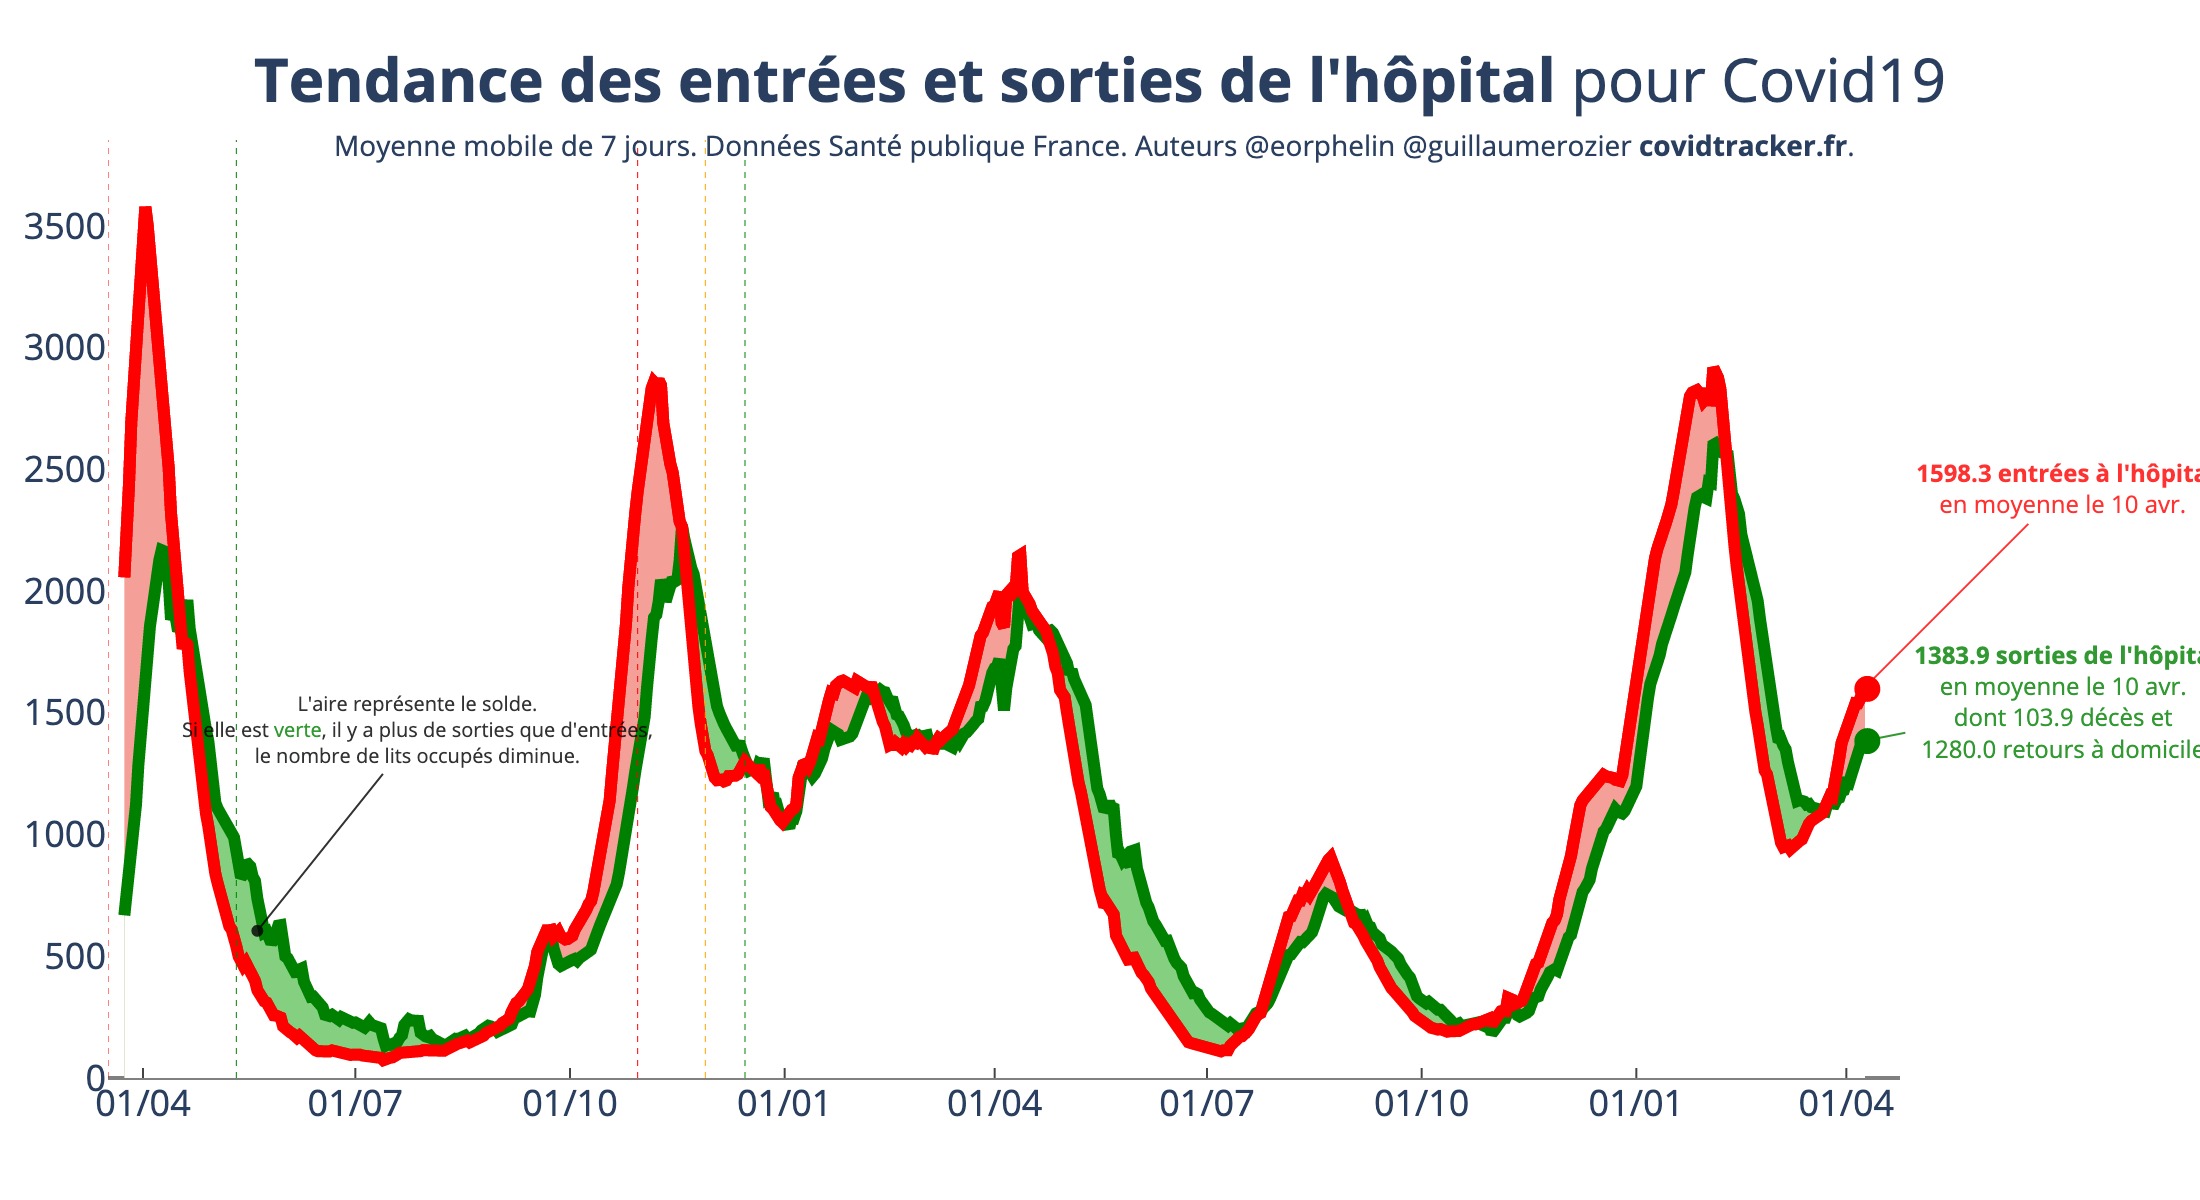 Tendance des entrées et sorties de l'hôpital pour Covid19
Moyenne mobile de 7 jours. Données Santé publique France. Auteurs @eorphelin @guillaumerozier covidtracker.fr.
3500
3000
2500
2000
1500
1000
500
0
1598.3 entrées à l'hôpita
en moyenne le 10 avr.
1383.9 sorties de l'hôpita
en moyenne le 10 avr.
dont 103.9 décès et
1280.0 retours à domicile
L'aire représente le solde.
Si elle est verte, il y a plus de sorties que d'entrées,
le nombre de lits occupés diminue.
01/04 01/07 01/10 01/01 01/04 01/07 01/10 01/01 01/04